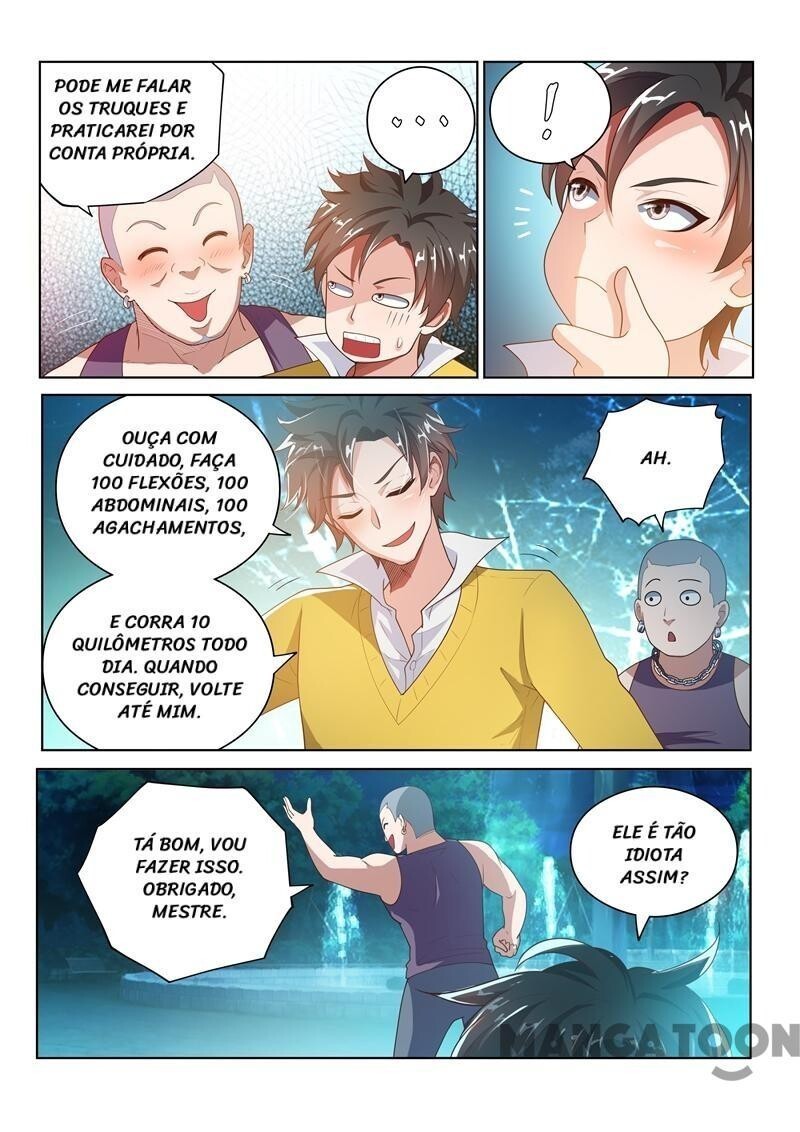 PODE ME FALAR
OS TRUQUES E
PRATICAREI POR
CONTA PRÓPRIA.
...
!
OUÇA COM
CUIDADO, FAÇA
100 FLEXÕES, 100
ABDOMINAIS, 100
AGACHAMENTOS,
AH.
E CORRA 10
QUILÔMETROS TODO
DIA. QUANDO
CONSEGUIR, VOLTE
ATÉ MIM.
TÁ BOM, VOU
FAZER ISSO.
OBRIGADO,
MESTRE.
ELE É TÃO
IDIOTA
ASSIM?
MANGATOON